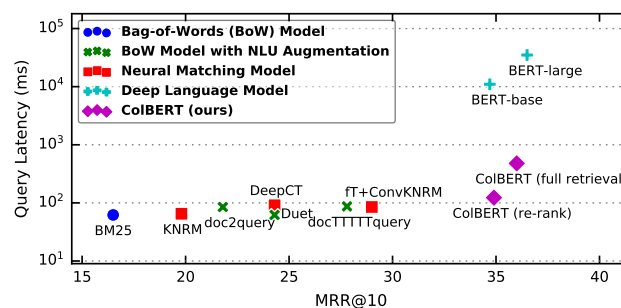 10⁵
10⁴
10³
10²
10¹
Query Latency (ms)
Bag-of-Words (BoW) Model
BoW Model with NLU Augmentation
Neural Matching Model
Deep Language Model
ColBERT (ours)
BERT-large
BERT-base
ColBERT (full retrieval
ColBERT (re-rank)
DeepCT
fT+ConvKNRM
BM25
KNRM
doc2query
Duet
docTTTTTquery
15 20 25 30 35 40
MRR@10